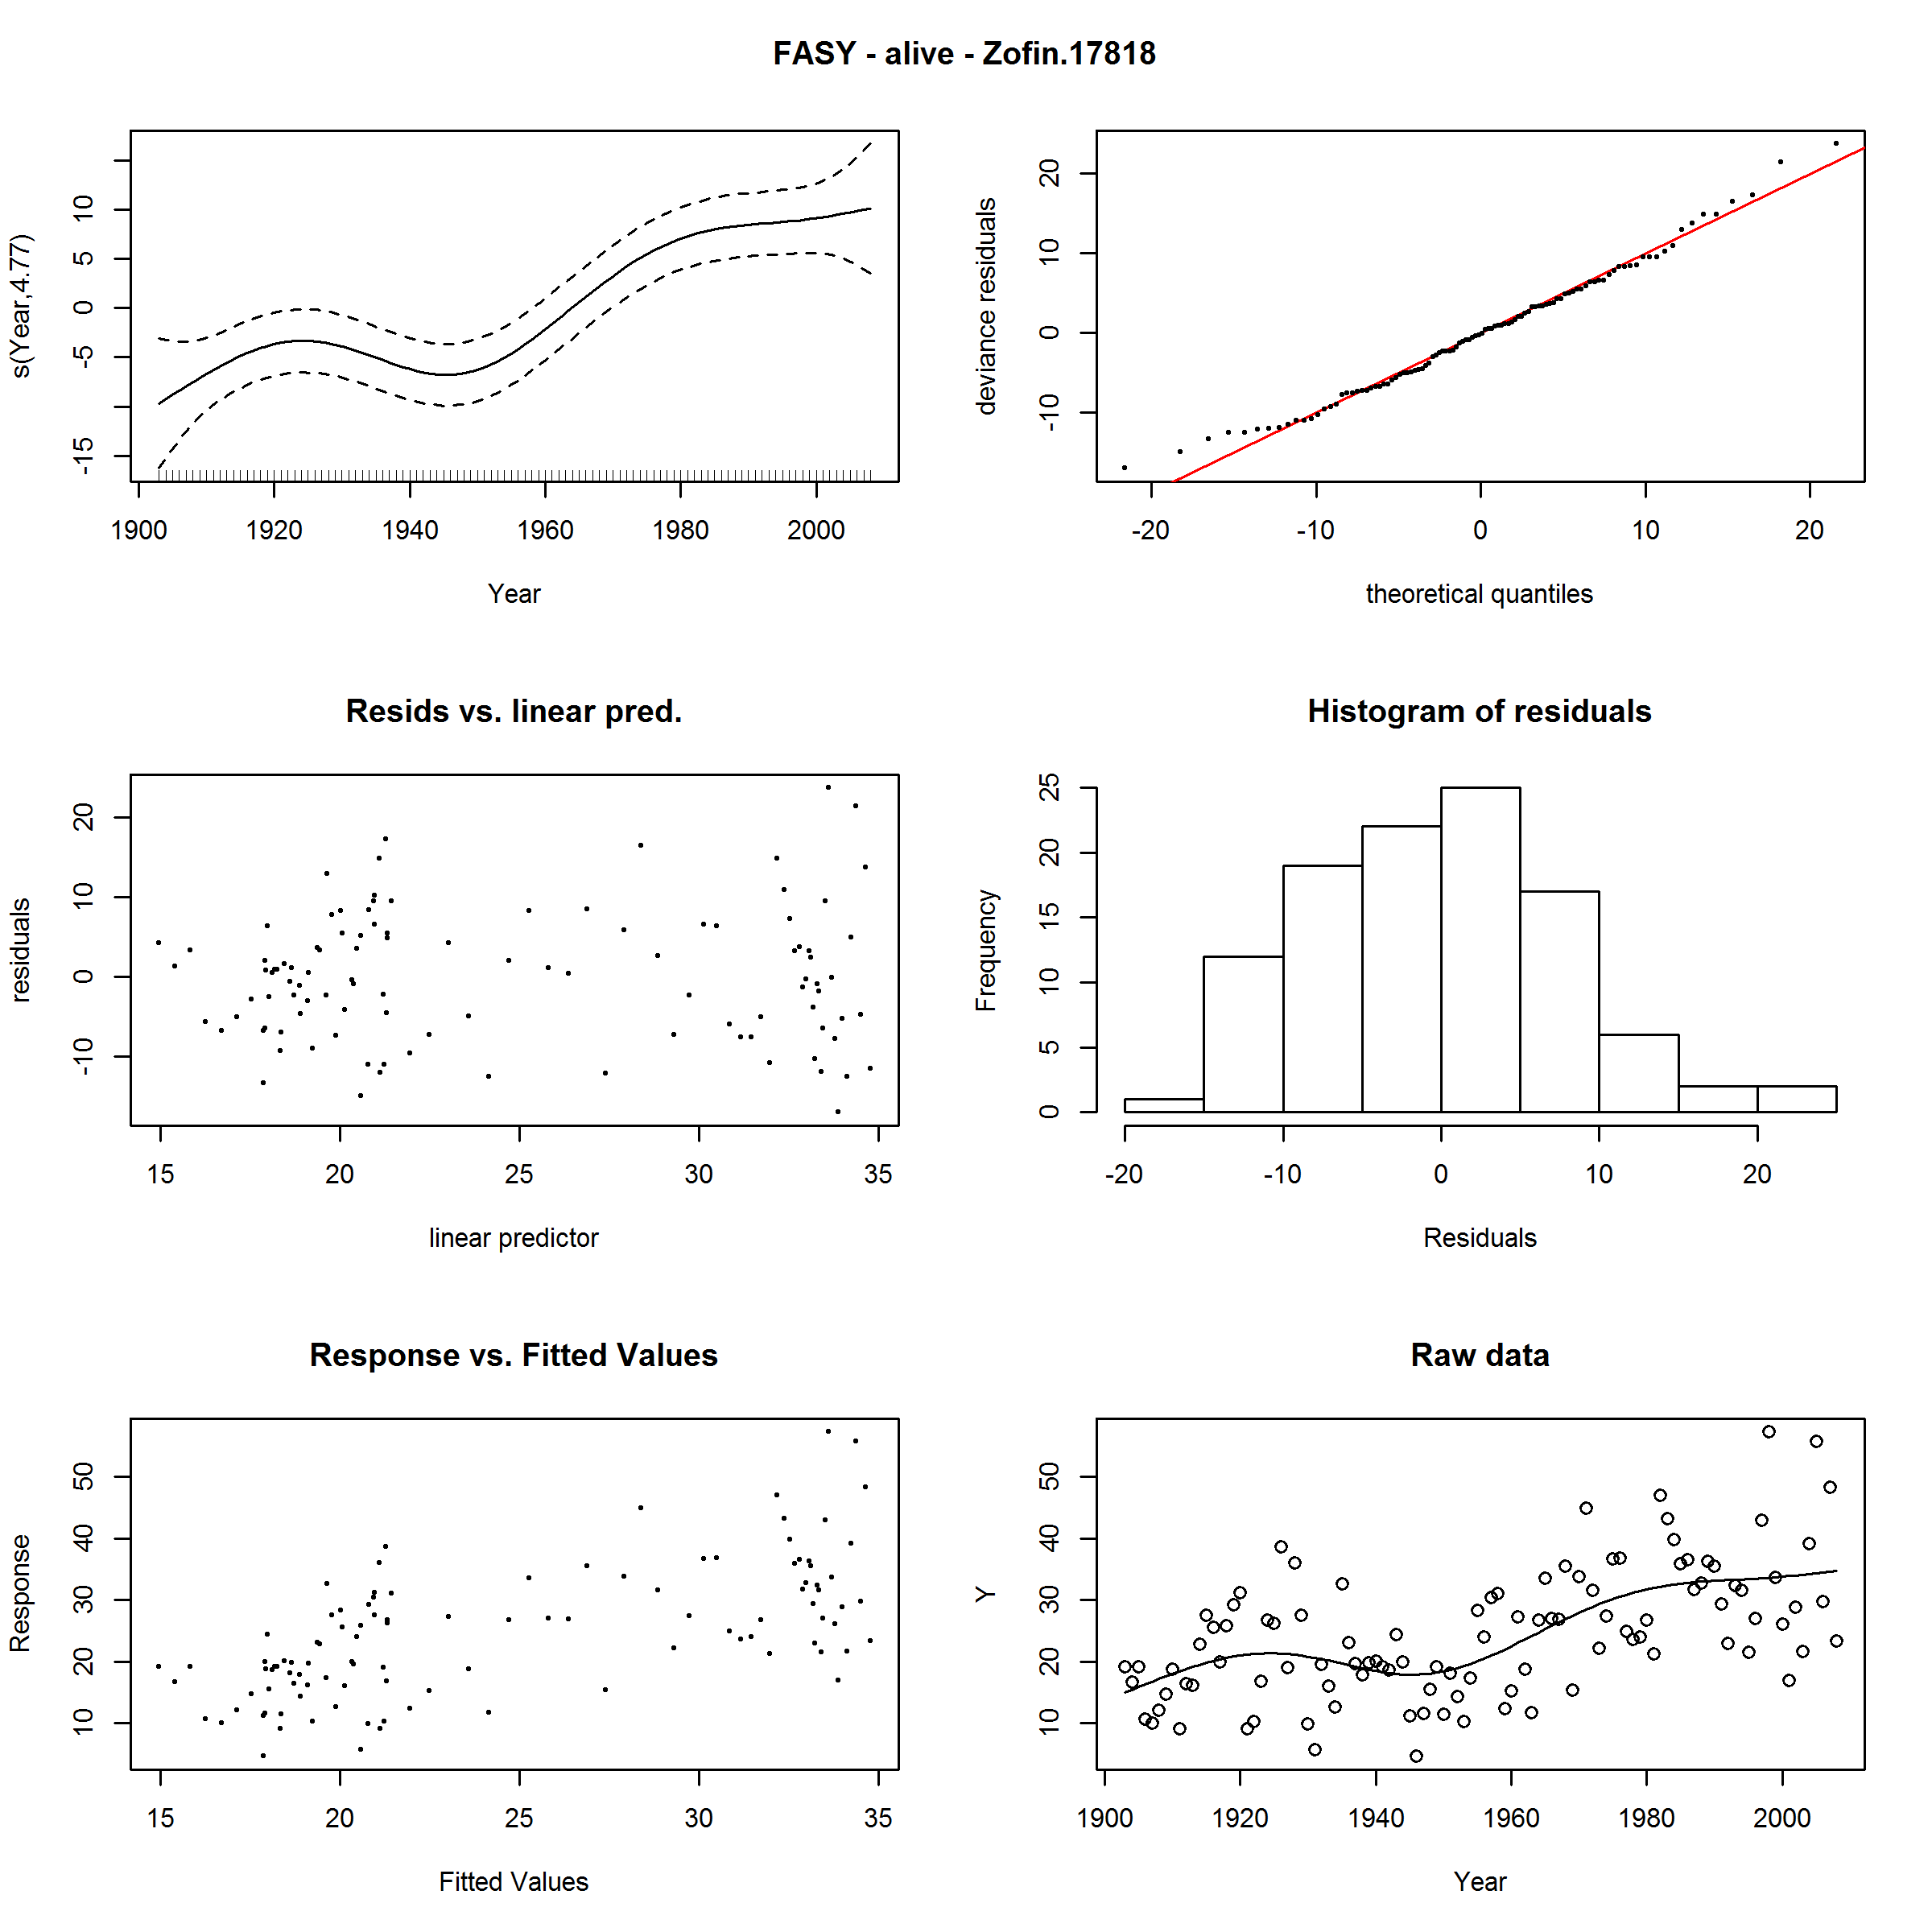 FASY - alive - Zofin.17818
s(Year,4.77)
-15
-5
0
5
10
1900 1920 1940 1960 1980 2000
Year
deviance residuals
-10
0
10
20
-20 -10 0 10 20
theoretical quantiles
Resids vs. linear pred.
residuals
-10
0
10
20
15 20 25 30 35
linear predictor
Histogram of residuals
Frequency
0
5
10
15
20
25
-20 -10 0 10 20
Residuals
Response vs. Fitted Values
Response
10
20
30
40
50
15 20 25 30 35
Fitted Values
Raw data
Y
10
20
30
40
50
1900 1920 1940 1960 1980 2000
Year